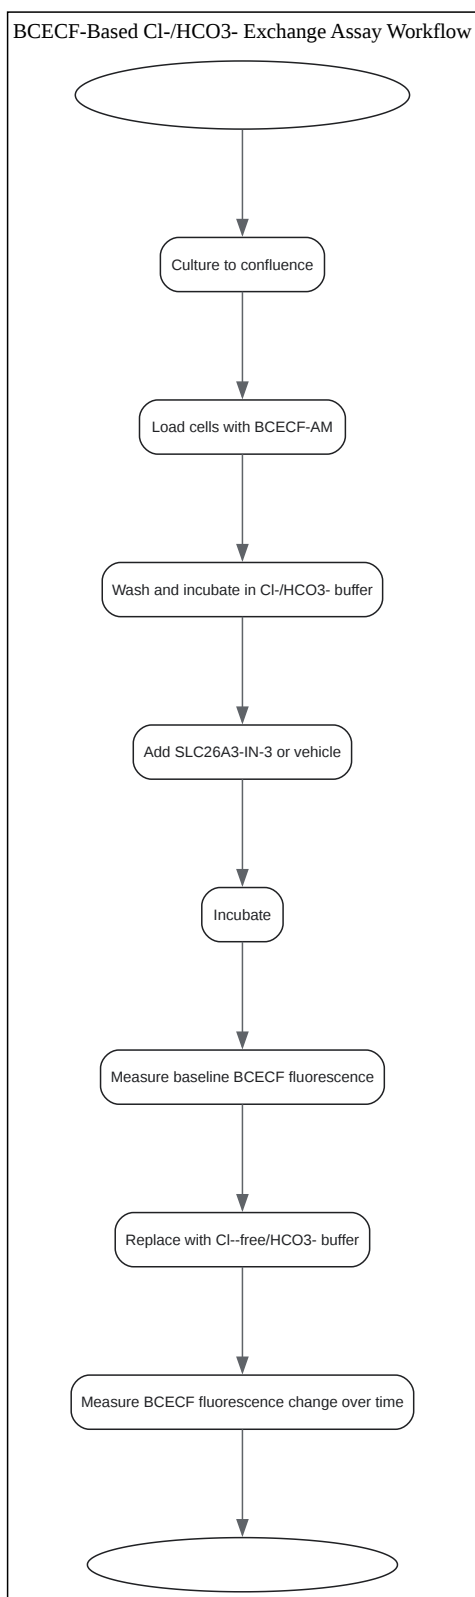 BCECF-Based Cl-/HCO3- Exchange Assay Workflow
Culture to confluence
Load cells with BCECF-AM
Wash and incubate in Cl-/HCO3- buffer
Add SLC26A3-IN-3 or vehicle
Incubate
Measure baseline BCECF fluorescence
Replace with Cl--free/HCO3- buffer
Measure BCECF fluorescence change over time